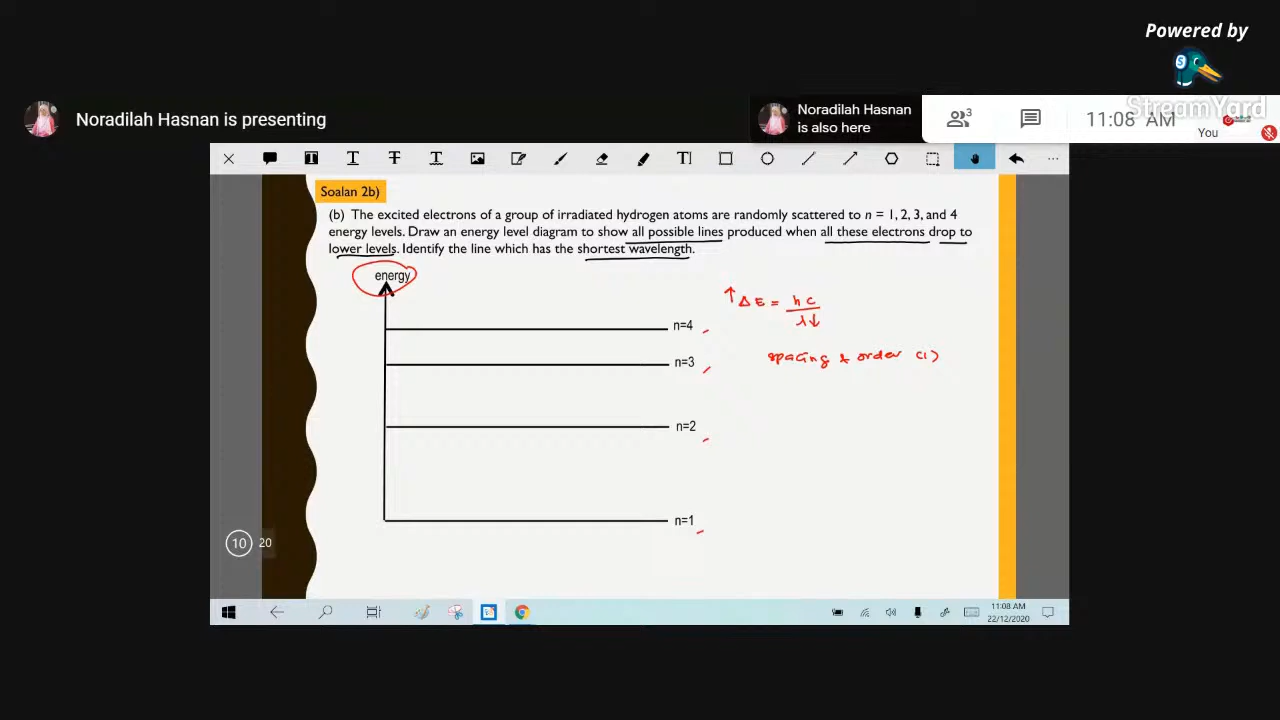 Powered by
StreamYard
Noradilah Hasnan is presenting
Noradilah Hasnan
is also here
3
11:08 AM
You
Soalan 2b)
(b) The excited electrons of a group of irradiated hydrogen atoms are randomly scattered to n = 1, 2, 3, and 4
energy levels. Draw an energy level diagram to show all possible lines produced when all these electrons drop to
lower levels. Identify the line which has the shortest wavelength.
energy
↑ΔE = hc
λ↓
n=4
spacing & order (1)
n=3
n=2
n=1
10 20
11:08 AM
22/12/2020